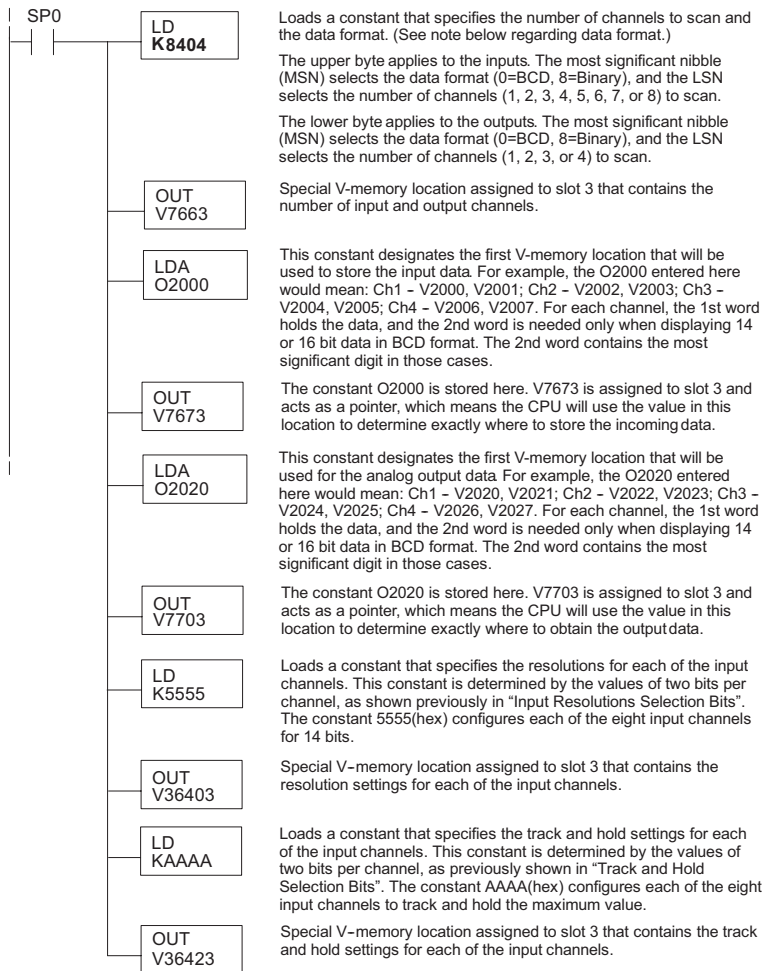 SP0
LD
K8404
Loads a constant that specifies the number of channels to scan and
the data format. (See note below regarding data format.)
The upper byte applies to the inputs. The most significant nibble
(MSN) selects the data format (0=BCD, 8=Binary), and the LSN
selects the number of channels (1, 2, 3, 4, 5, 6, 7, or 8) to scan.
The lower byte applies to the outputs. The most significant nibble
(MSN) selects the data format (0=BCD, 8=Binary), and the LSN
selects the number of channels (1, 2, 3, or 4) to scan.
OUT
V7663
Special V-memory location assigned to slot 3 that contains the
number of input and output channels.
LDA
O2000
This constant designates the first V-memory location that will be
used to store the input data. For example, the O2000 entered here
would mean: Ch1 - V2000, V2001; Ch2 - V2002, V2003; Ch3 -
V2004, V2005; Ch4 - V2006, V2007. For each channel, the 1st word
holds the data, and the 2nd word is needed only when displaying 14
or 16 bit data in BCD format. The 2nd word contains the most
significant digit in those cases.
OUT
V7673
The constant O2000 is stored here. V7673 is assigned to slot 3 and
acts as a pointer, which means the CPU will use the value in this
location to determine exactly where to store the incoming data.
LDA
O2020
This constant designates the first V-memory location that will be
used for the analog output data. For example, the O2020 entered
here would mean: Ch1 - V2020, V2021; Ch2 - V2022, V2023; Ch3 -
V2024, V2025; Ch4 - V2026, V2027. For each channel, the 1st word
holds the data, and the 2nd word is needed only when displaying 14
or 16 bit data in BCD format. The 2nd word contains the most
significant digit in those cases.
OUT
V7703
The constant O2020 is stored here. V7703 is assigned to slot 3 and
acts as a pointer, which means the CPU will use the value in this
location to determine exactly where to obtain the output data.
LD
K5555
Loads a constant that specifies the resolutions for each of the input
channels. This constant is determined by the values of two bits per
channel, as shown previously in “Input Resolutions Selection Bits”.
The constant 5555(hex) configures each of the eight input channels
for 14 bits.
OUT
V36403
Special V-memory location assigned to slot 3 that contains the
resolution settings for each of the input channels.
LD
KAAAA
Loads a constant that specifies the track and hold settings for each
of the input channels. This constant is determined by the values of
two bits per channel, as previously shown in “Track and Hold
Selection Bits”. The constant AAAA(hex) configures each of the eight
input channels to track and hold the maximum value.
OUT
V36423
Special V-memory location assigned to slot 3 that contains the track
and hold settings for each of the input channels.